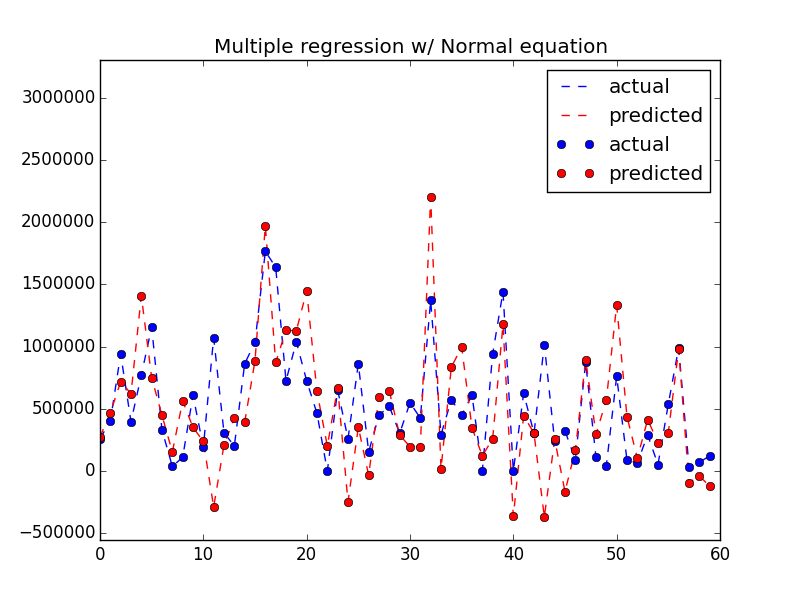 Multiple regression w/ Normal equation
actual
predicted
actual
predicted
3000000
2500000
2000000
1500000
1000000
500000
0
−500000
0 10 20 30 40 50 60